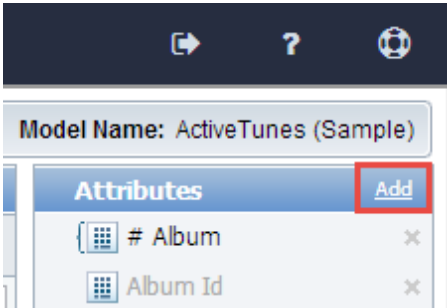 ?
Model Name: ActiveTunes (Sample)
Attributes Add
# Album
Album Id